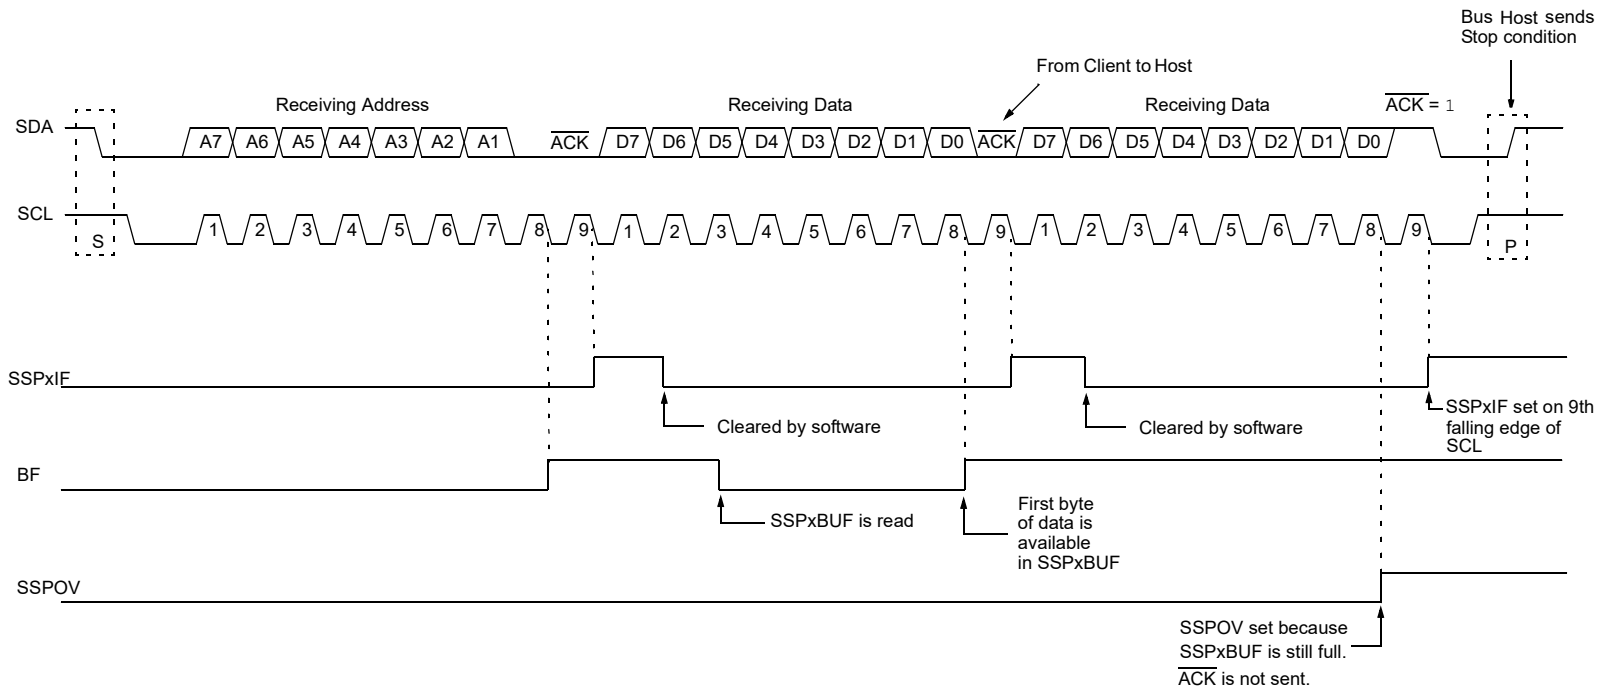 Bus Host sends
Stop condition
From Client to Host
Receiving Address
Receiving Data
Receiving Data
ACK = 1
SDA
A7 A6 A5 A4 A3 A2 A1 ACK D7 D6 D5 D4 D3 D2 D1 D0 ACK D7 D6 D5 D4 D3 D2 D1 D0
SCL
S 1 2 3 4 5 6 7 8 9 1 2 3 4 5 6 7 8 9 1 2 3 4 5 6 7 8 9 P
SSPxIF
Cleared by software
Cleared by software
SSPxIF set on 9th
falling edge of
SCL
BF
SSPxBUF is read
First byte
of data is
available
in SSPxBUF
SSPOV
SSPOV set because
SSPxBUF is still full.
ACK is not sent.